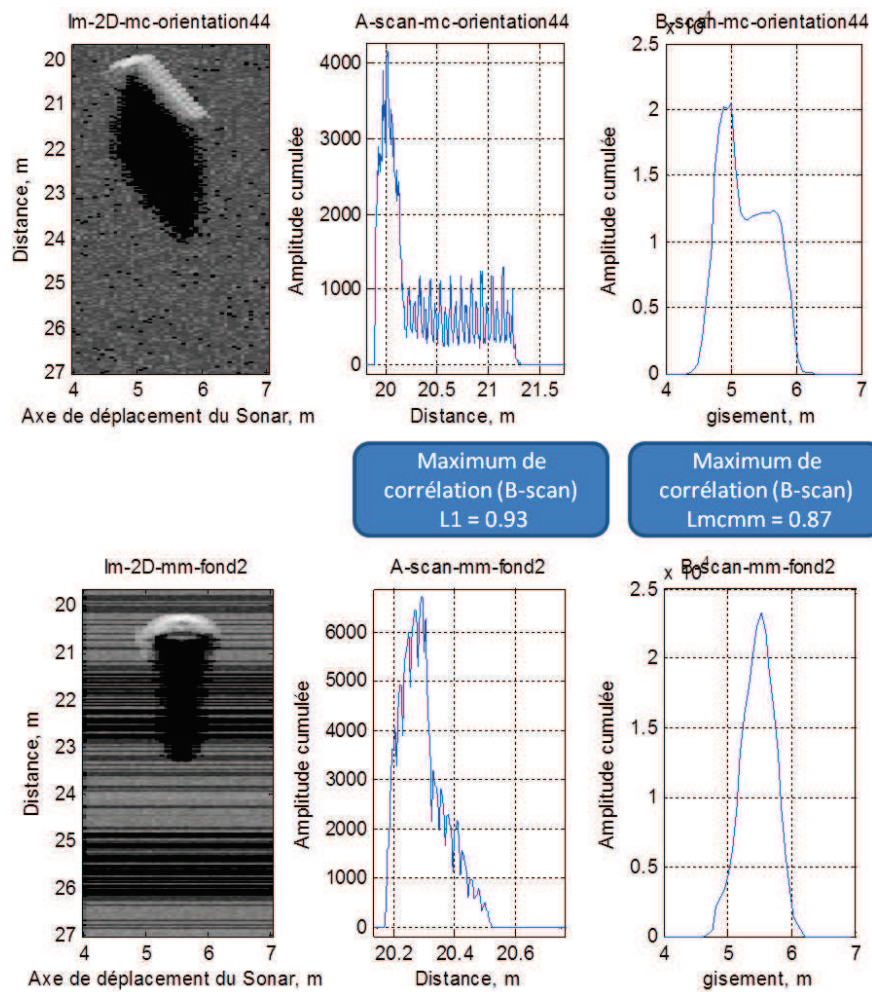 Im-2D-mc-orientation44
20
21
22
23
24
25
26
27
4 5 6 7
Distance, m
Axe de déplacement du Sonar, m
A-scan-mc-orientation44
4000
3000
2000
1000
0
20 20.5 21 21.5
Amplitude cumulée
Distance, m
B-scan-mc-orientation44
x 10^4
2.5
2
1.5
1
0.5
0
4 5 6 7
Amplitude cumulée
gisement, m
Maximum de
corrélation (B-scan)
L1 = 0.93
Maximum de
corrélation (B-scan)
Lmcmm = 0.87
Im-2D-mm-fond2
20
21
22
23
24
25
26
27
4 5 6 7
Distance, m
Axe de déplacement du Sonar, m
A-scan-mm-fond2
6000
5000
4000
3000
2000
1000
0
20.2 20.4 20.6
Amplitude cumulée
Distance, m
B-scan-mm-fond2
x 10^4
2.5
2
1.5
1
0.5
0
4 5 6 7
Amplitude cumulée
gisement, m